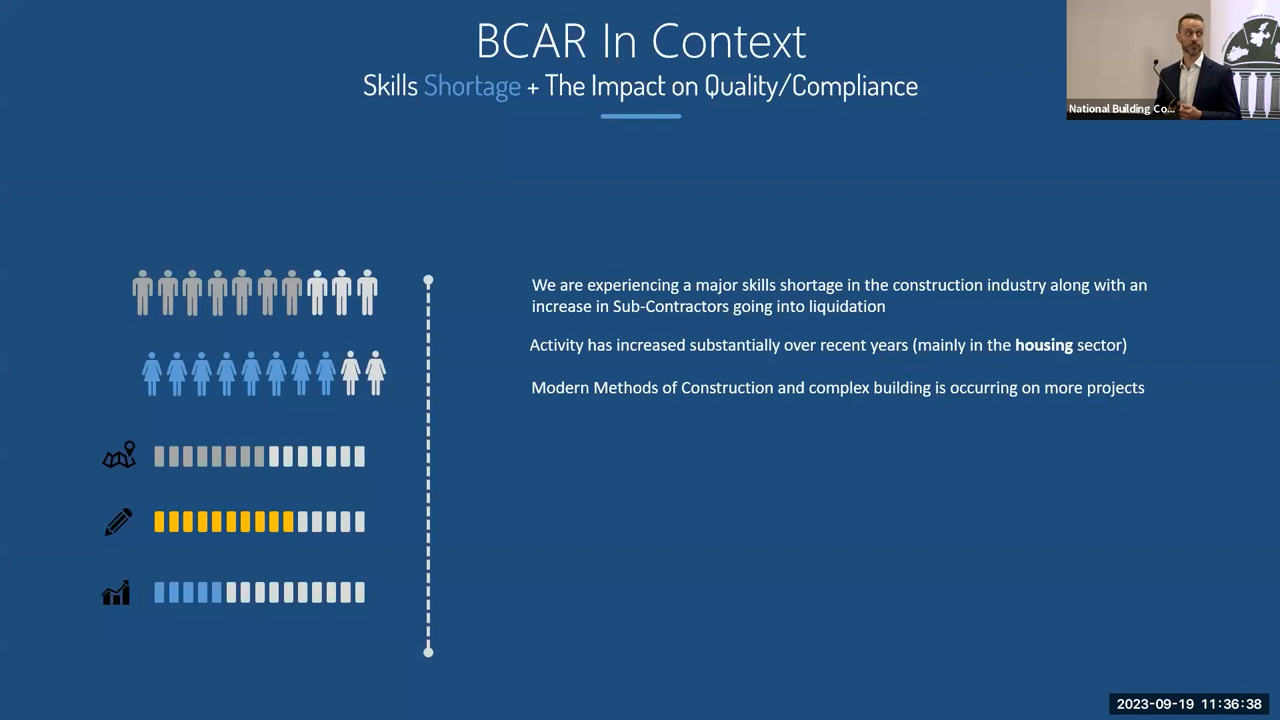 BCAR In Context
Skills Shortage + The Impact on Quality/Compliance
National Building Co...
We are experiencing a major skills shortage in the construction industry along with an
increase in Sub-Contractors going into liquidation
Activity has increased substantially over recent years (mainly in the housing sector)
Modern Methods of Construction and complex building is occurring on more projects
2023-09-19 11:36:38